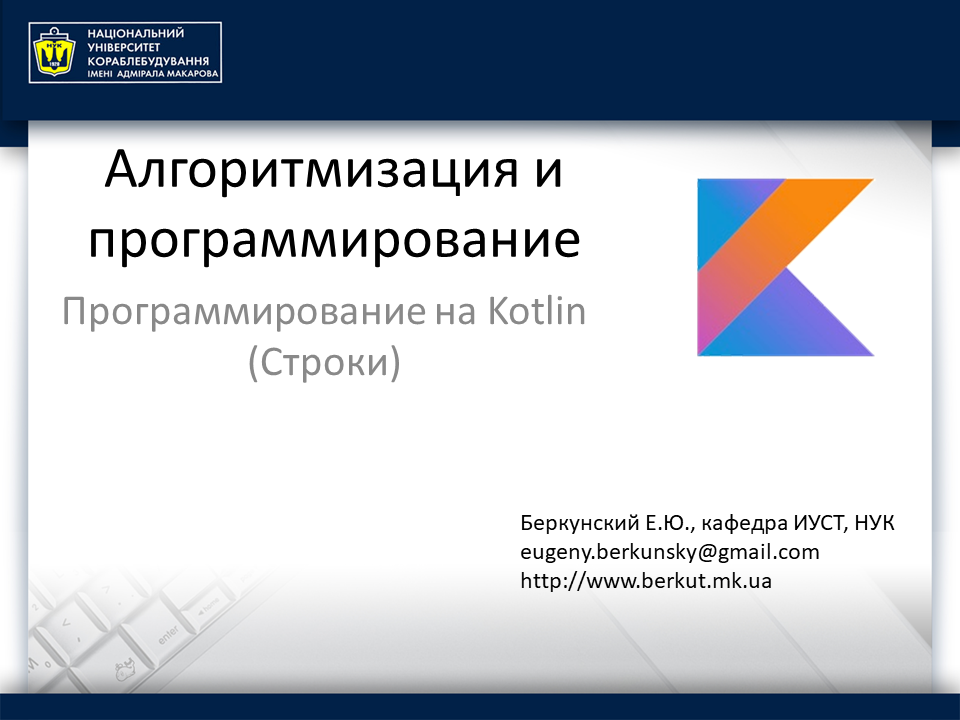 НАЦІОНАЛЬНИЙ
УНІВЕРСИТЕТ
КОРАБЛЕБУДУВАННЯ
ІМЕНІ АДМІРАЛА МАКАРОВА
НУК
1920
Алгоритмизация и
программирование
Программирование на Kotlin
(Строки)
Беркунский Е.Ю., кафедра ИУСТ, НУК
eugeny.berkunsky@gmail.com
http://www.berkut.mk.ua
enter